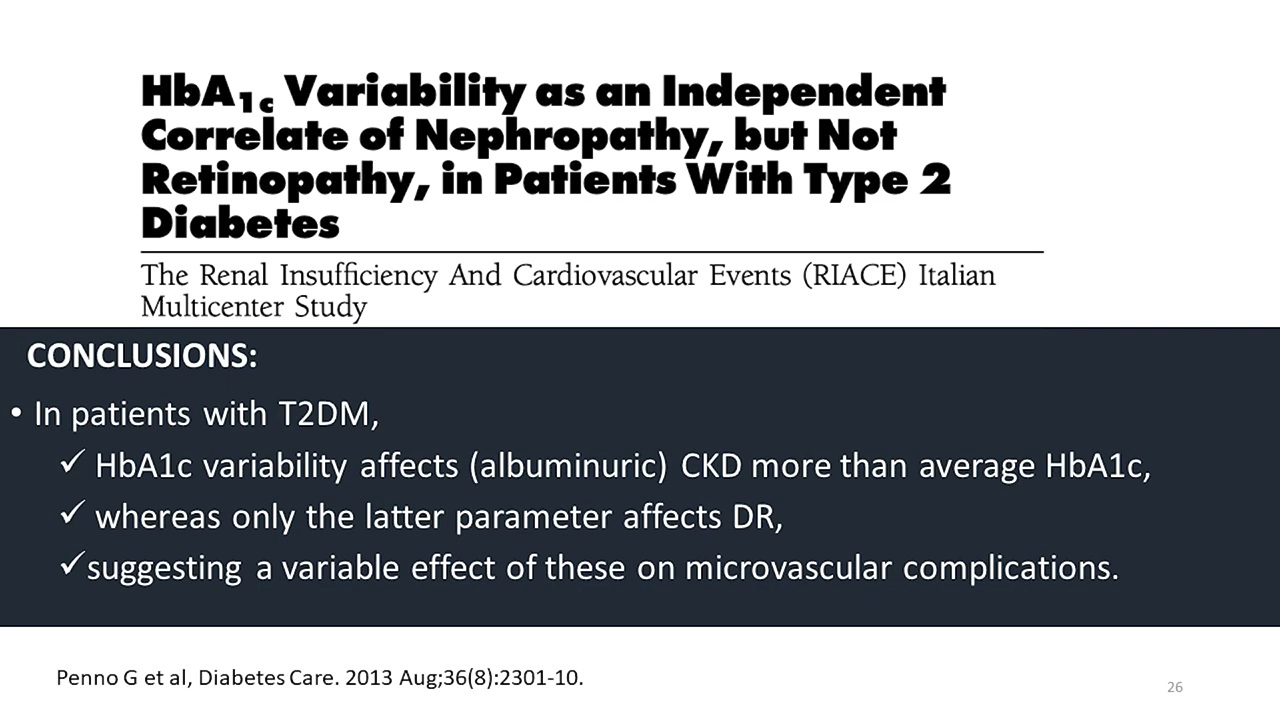 HbA1c Variability as an Independent
Correlate of Nephropathy, but Not
Retinopathy, in Patients With Type 2
Diabetes
The Renal Insufficiency And Cardiovascular Events (RIACE) Italian
Multicenter Study
CONCLUSIONS:
• In patients with T2DM,
✓ HbA1c variability affects (albuminuric) CKD more than average HbA1c,
✓ whereas only the latter parameter affects DR,
✓suggesting a variable effect of these on microvascular complications.
Penno G et al, Diabetes Care. 2013 Aug;36(8):2301-10.
26